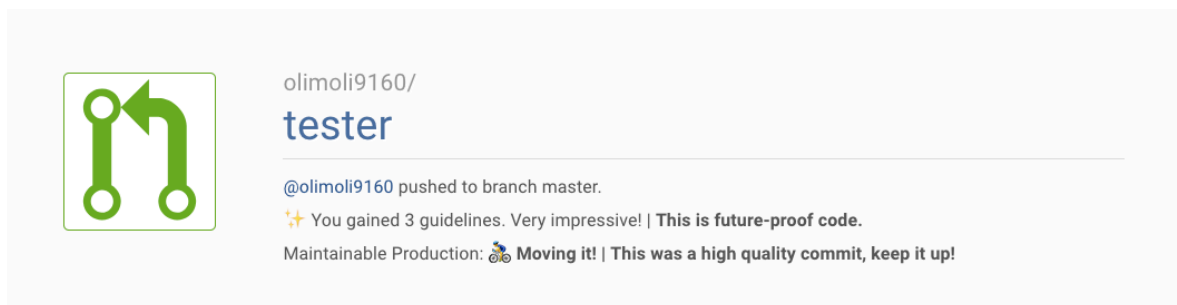 olimoli9160/
tester
@olimoli9160 pushed to branch master.
✨ You gained 3 guidelines. Very impressive! | This is future-proof code.
Maintainable Production: 🚴 Moving it! | This was a high quality commit, keep it up!